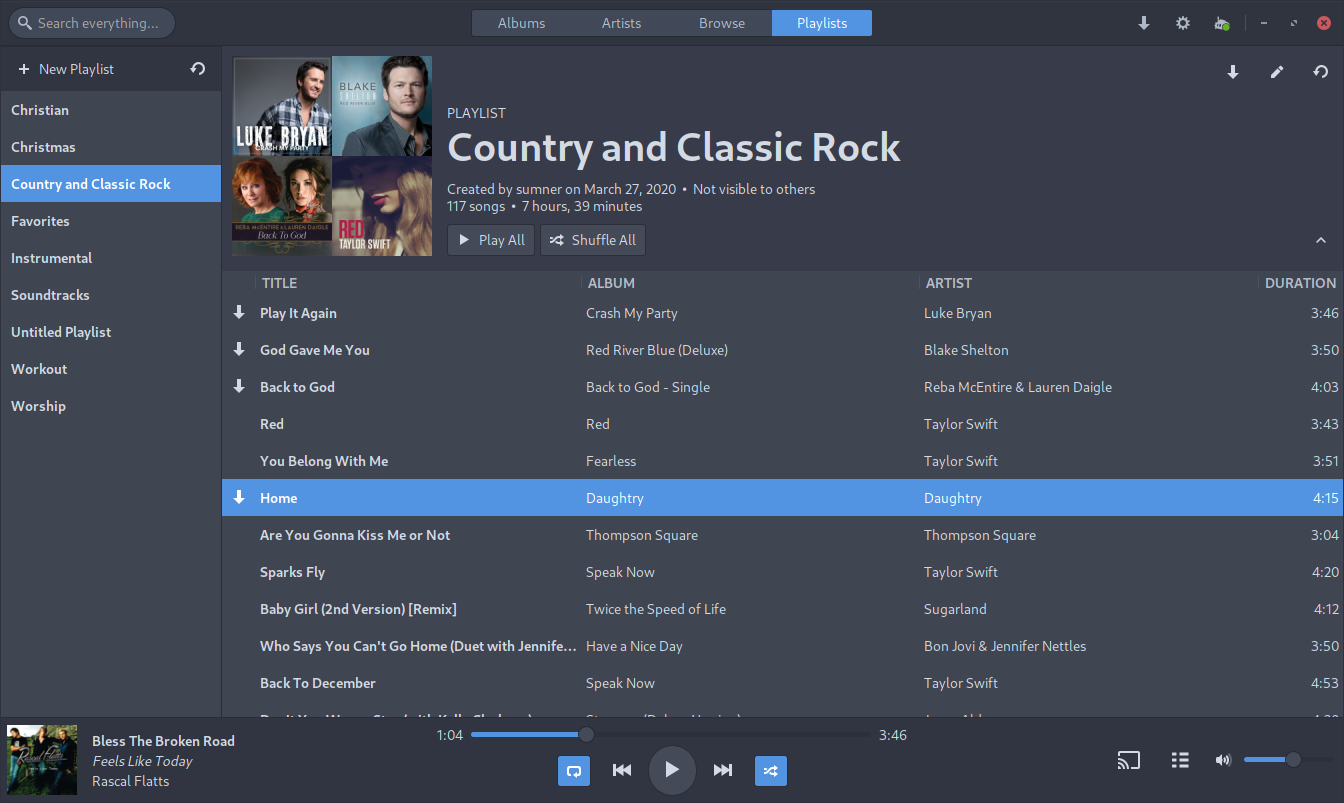 Search everything...
Albums Artists Browse Playlists
New Playlist
Christian
Christmas
Country and Classic Rock
Favorites
Instrumental
Soundtracks
Untitled Playlist
Workout
Worship
BLAKE
SHELTON
RED RIVER BLUE
LUKE BRYAN
CRASH MY PARTY
REBA McENTIRE & LAUREN DAIGLE
Back To God
RED
TAYLOR SWIFT
PLAYLIST
Country and Classic Rock
Created by sumner on March 27, 2020 • Not visible to others
117 songs • 7 hours, 39 minutes
Play All Shuffle All
TITLE ALBUM ARTIST DURATION
Play It Again Crash My Party Luke Bryan 3:46
God Gave Me You Red River Blue (Deluxe) Blake Shelton 3:50
Back to God Back to God - Single Reba McEntire & Lauren Daigle 4:03
Red Red Taylor Swift 3:43
You Belong With Me Fearless Taylor Swift 3:51
Home Daughtry Daughtry 4:15
Are You Gonna Kiss Me or Not Thompson Square Thompson Square 3:04
Sparks Fly Speak Now Taylor Swift 4:20
Baby Girl (2nd Version) [Remix] Twice the Speed of Life Sugarland 4:12
Who Says You Can't Go Home (Duet with Jennife... Have a Nice Day Bon Jovi & Jennifer Nettles 3:50
Back To December Speak Now Taylor Swift 4:53
Rascal Flatts
Bless The Broken Road
Feels Like Today
Rascal Flatts
1:04 3:46